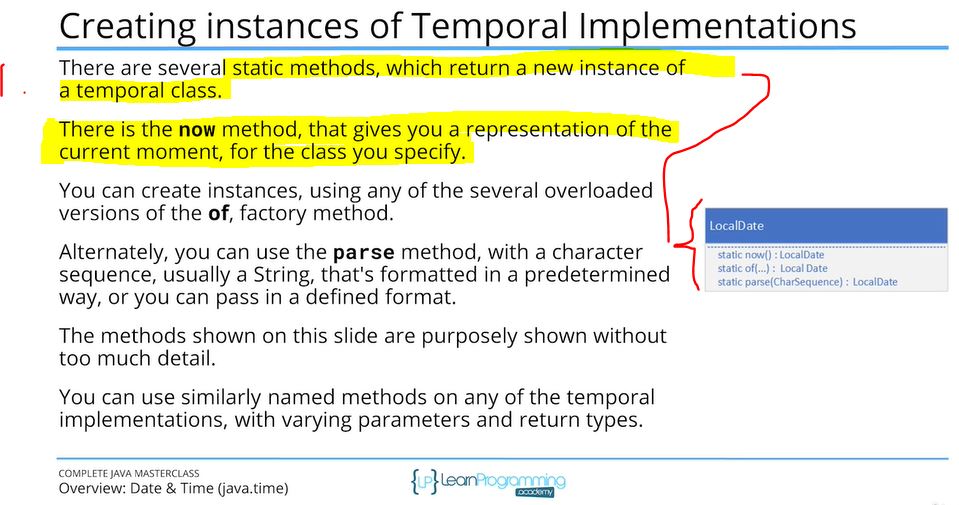 Creating instances of Temporal Implementations
There are several static methods, which return a new instance of
a temporal class.
There is the now method, that gives you a representation of the
current moment, for the class you specify.
You can create instances, using any of the several overloaded
versions of the of, factory method.
Alternately, you can use the parse method, with a character
sequence, usually a String, that's formatted in a predetermined
way, or you can pass in a defined format.
The methods shown on this slide are purposely shown without
too much detail.
You can use similarly named methods on any of the temporal
implementations, with varying parameters and return types.
LocalDate
static now() : LocalDate
static of(...) : Local Date
static parse(CharSequence) : LocalDate
COMPLETE JAVA MASTERCLASS
Overview: Date & Time (java.time)
{LP} LearnProgramming
.academy